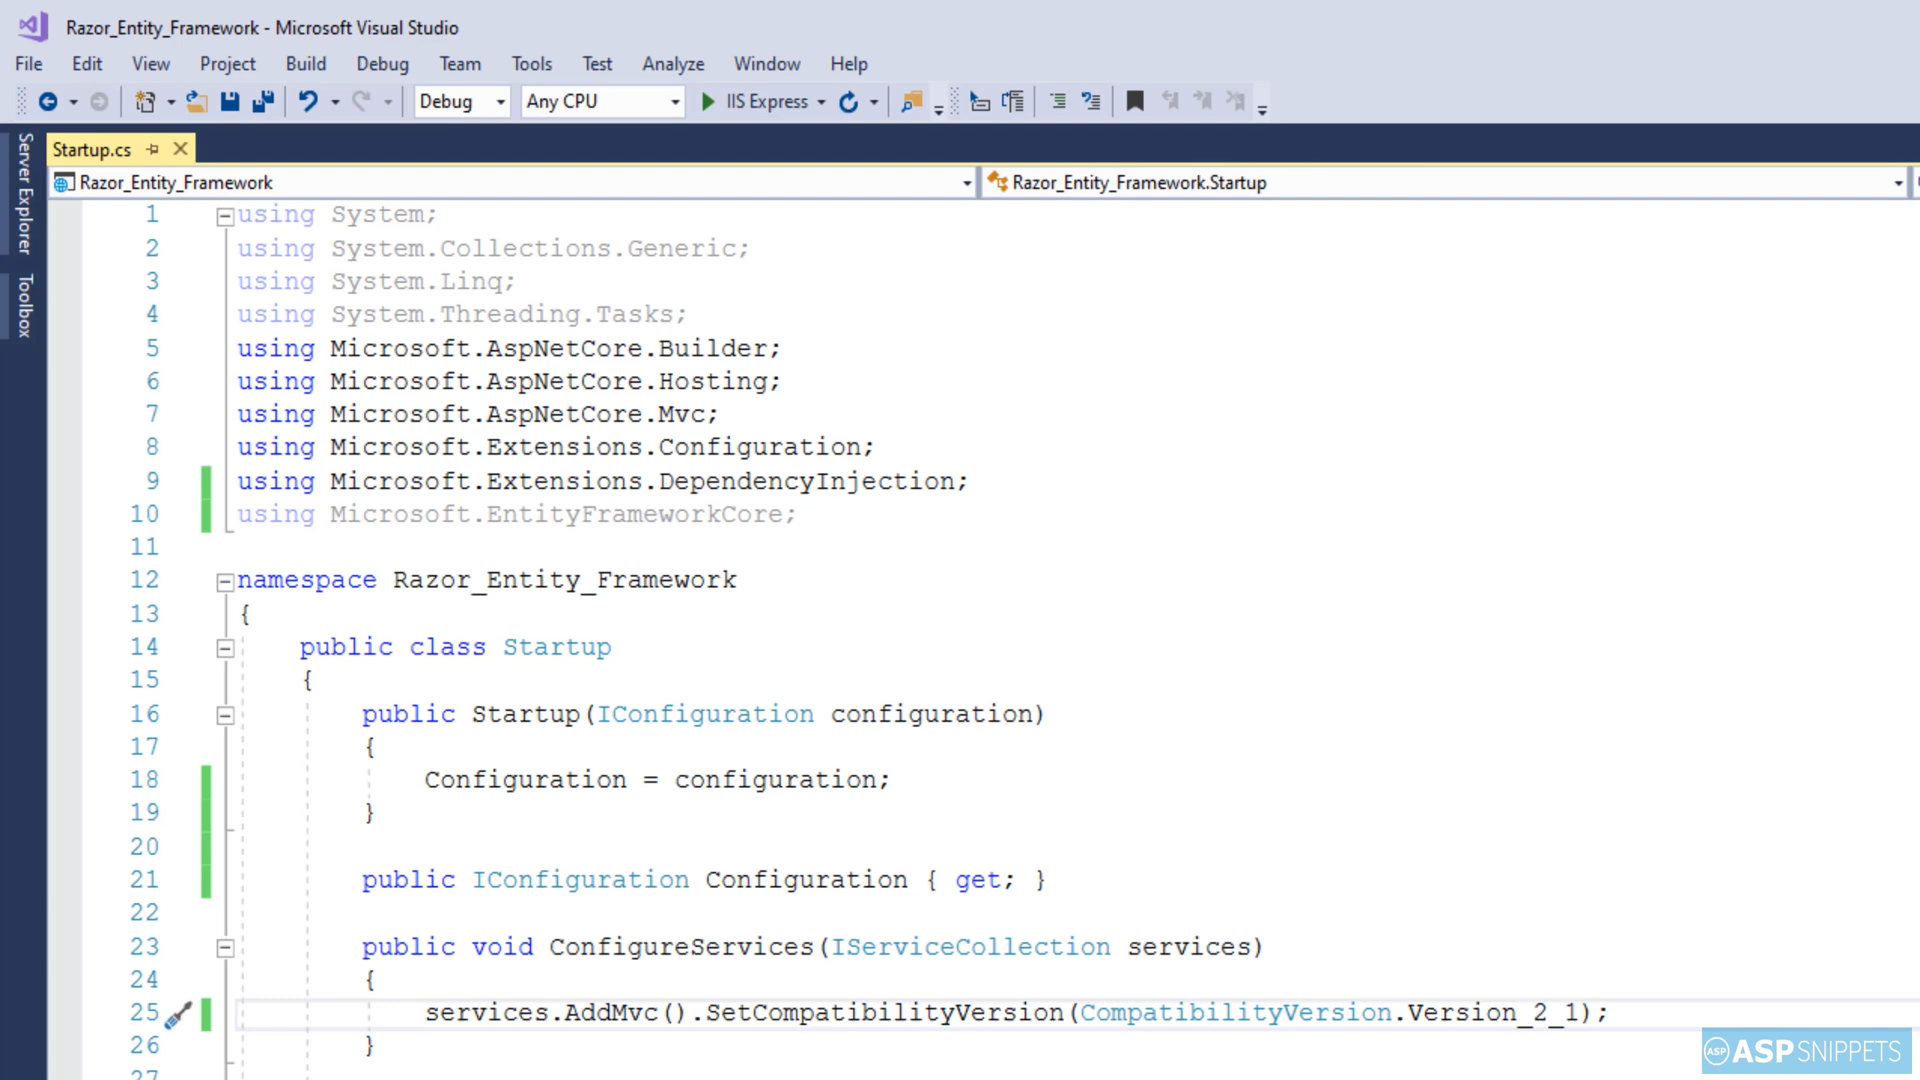 Razor_Entity_Framework - Microsoft Visual Studio
File Edit View Project Build Debug Team Tools Test Analyze Window Help
Debug Any CPU IIS Express
Server Explorer
Toolbox
Startup.cs
Razor_Entity_Framework Razor_Entity_Framework.Startup
1 using System;
2 using System.Collections.Generic;
3 using System.Linq;
4 using System.Threading.Tasks;
5 using Microsoft.AspNetCore.Builder;
6 using Microsoft.AspNetCore.Hosting;
7 using Microsoft.AspNetCore.Mvc;
8 using Microsoft.Extensions.Configuration;
9 using Microsoft.Extensions.DependencyInjection;
10 using Microsoft.EntityFrameworkCore;
11
12 namespace Razor_Entity_Framework
13 {
14 public class Startup
15 {
16 public Startup(IConfiguration configuration)
17 {
18 Configuration = configuration;
19 }
20
21 public IConfiguration Configuration { get; }
22
23 public void ConfigureServices(IServiceCollection services)
24 {
25 services.AddMvc().SetCompatibilityVersion(CompatibilityVersion.Version_2_1);
26 }
27
ASP ASPSNIPPETS